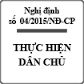 Nghị định
số 04/2015/NĐ-CP
THỰC HIỆN
DÂN CHỦ